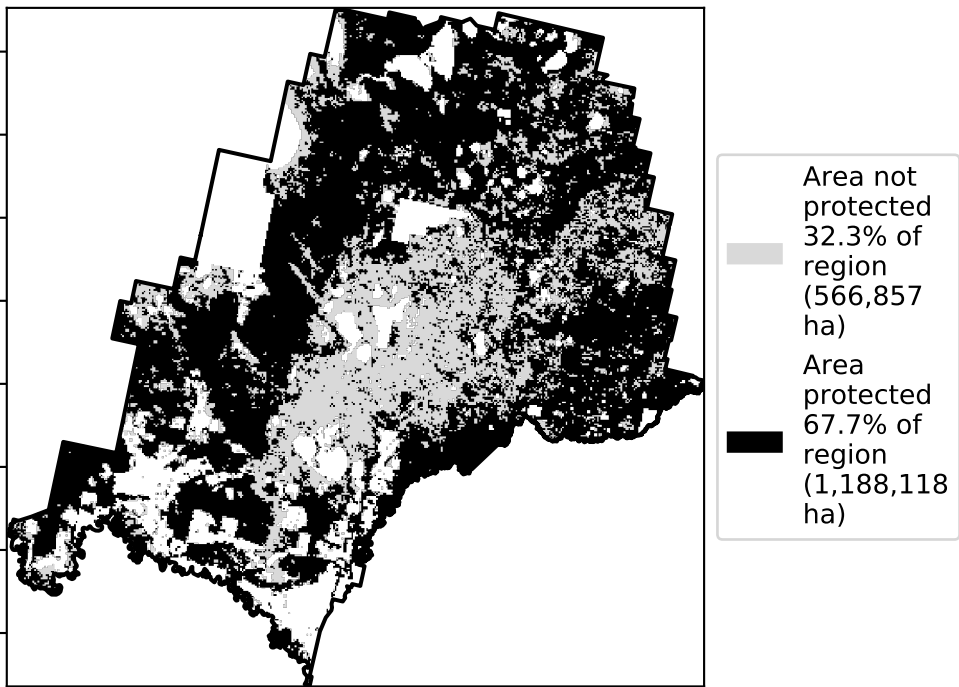 Area not
protected
32.3% of
region
(566,857
ha)
Area
protected
67.7% of
region
(1,188,118
ha)